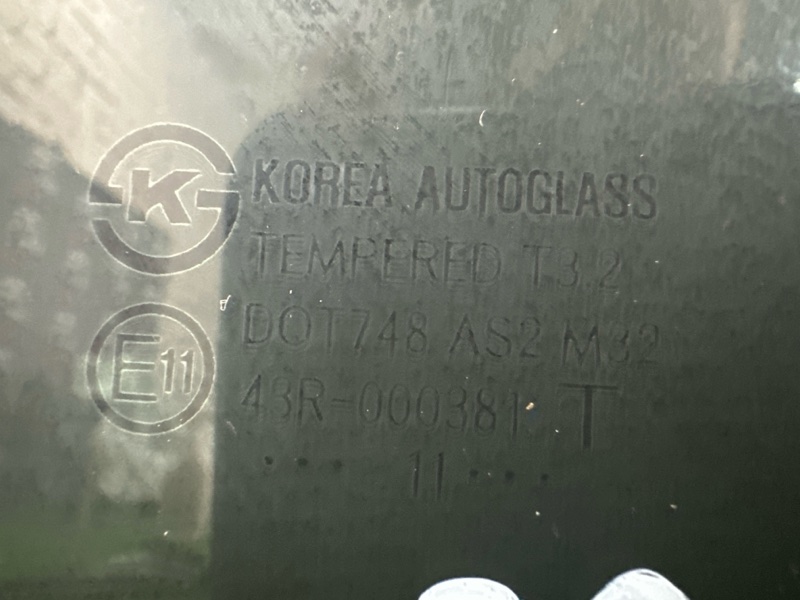 K
KOREA AUTOGLASS
TEMPERED T3.2
DOT748 AS2 M32
E11
43R-000381 T
••• 11 •••